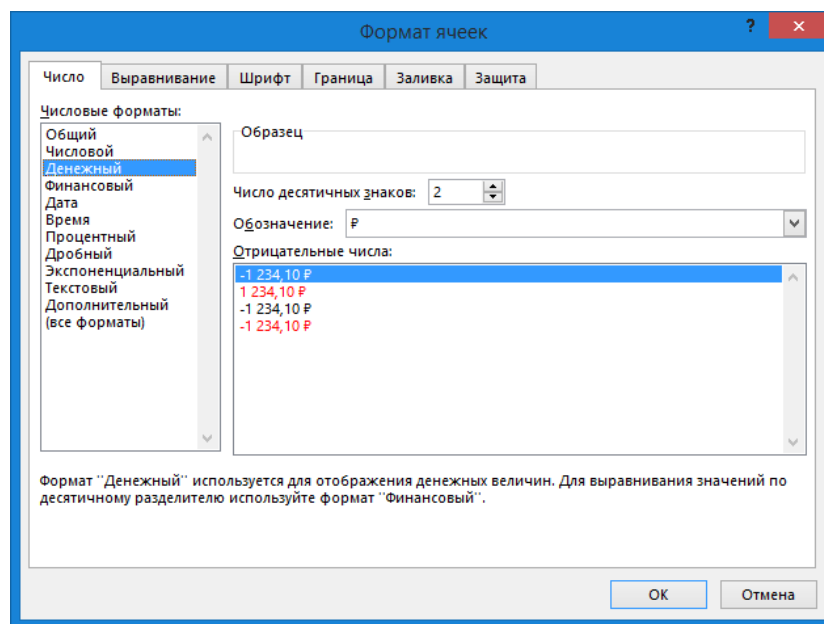 Формат ячеек
?
Число Выравнивание Шрифт Граница Заливка Защита
Числовые форматы:
Общий
Числовой
Денежный
Финансовый
Дата
Время
Процентный
Дробный
Экспоненциальный
Текстовый
Дополнительный
(все форматы)
Образец
Число десятичных знаков: 2
Обозначение: ₽
Отрицательные числа:
-1 234,10 ₽
1 234,10 ₽
-1 234,10 ₽
-1 234,10 ₽
Формат "Денежный" используется для отображения денежных величин. Для выравнивания значений по
десятичному разделителю используйте формат "Финансовый".
ОК Отмена